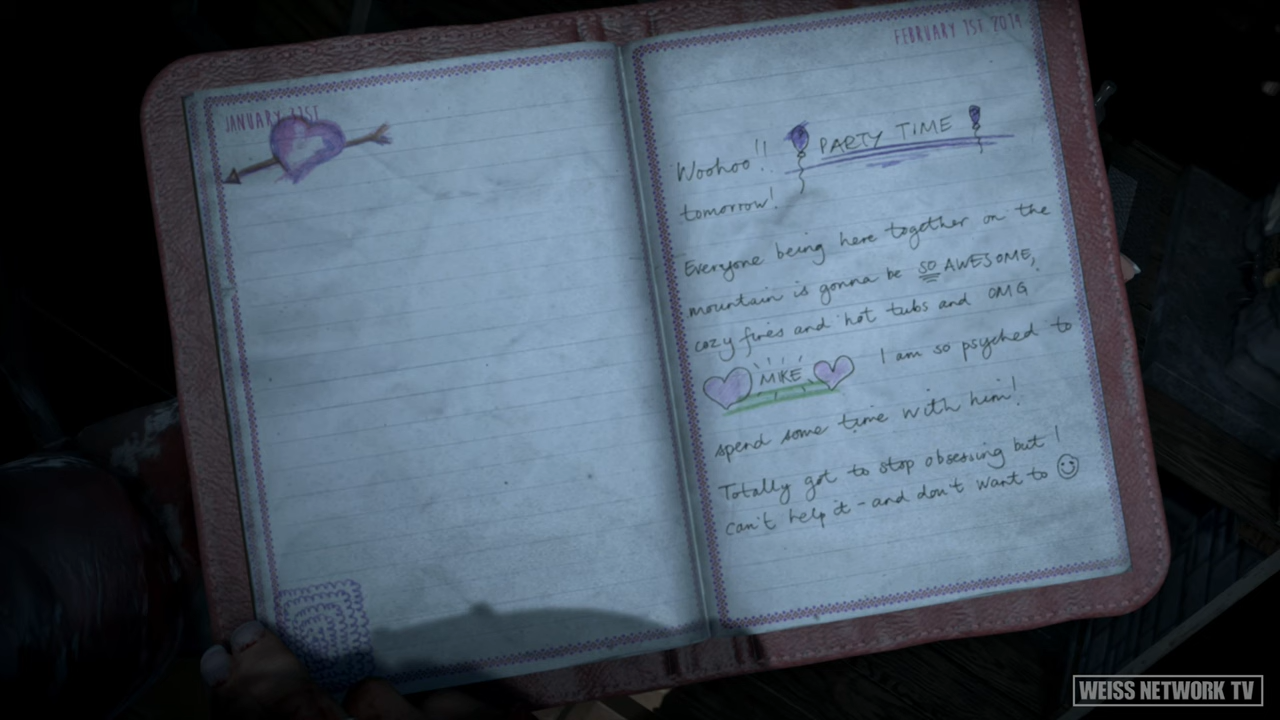 JANUARY 31ST
FEBRUARY 1ST 2014
Woohoo!! PARTY TIME
tomorrow!
Everyone being here together on the
mountain is gonna be SO AWESOME,
cozy fires and hot tubs and OMG
MIKE I am so psyched to
spend some time with him!
Totally got to stop obsessing but I
can't help it - and don't want to
WEISS NETWORK TV